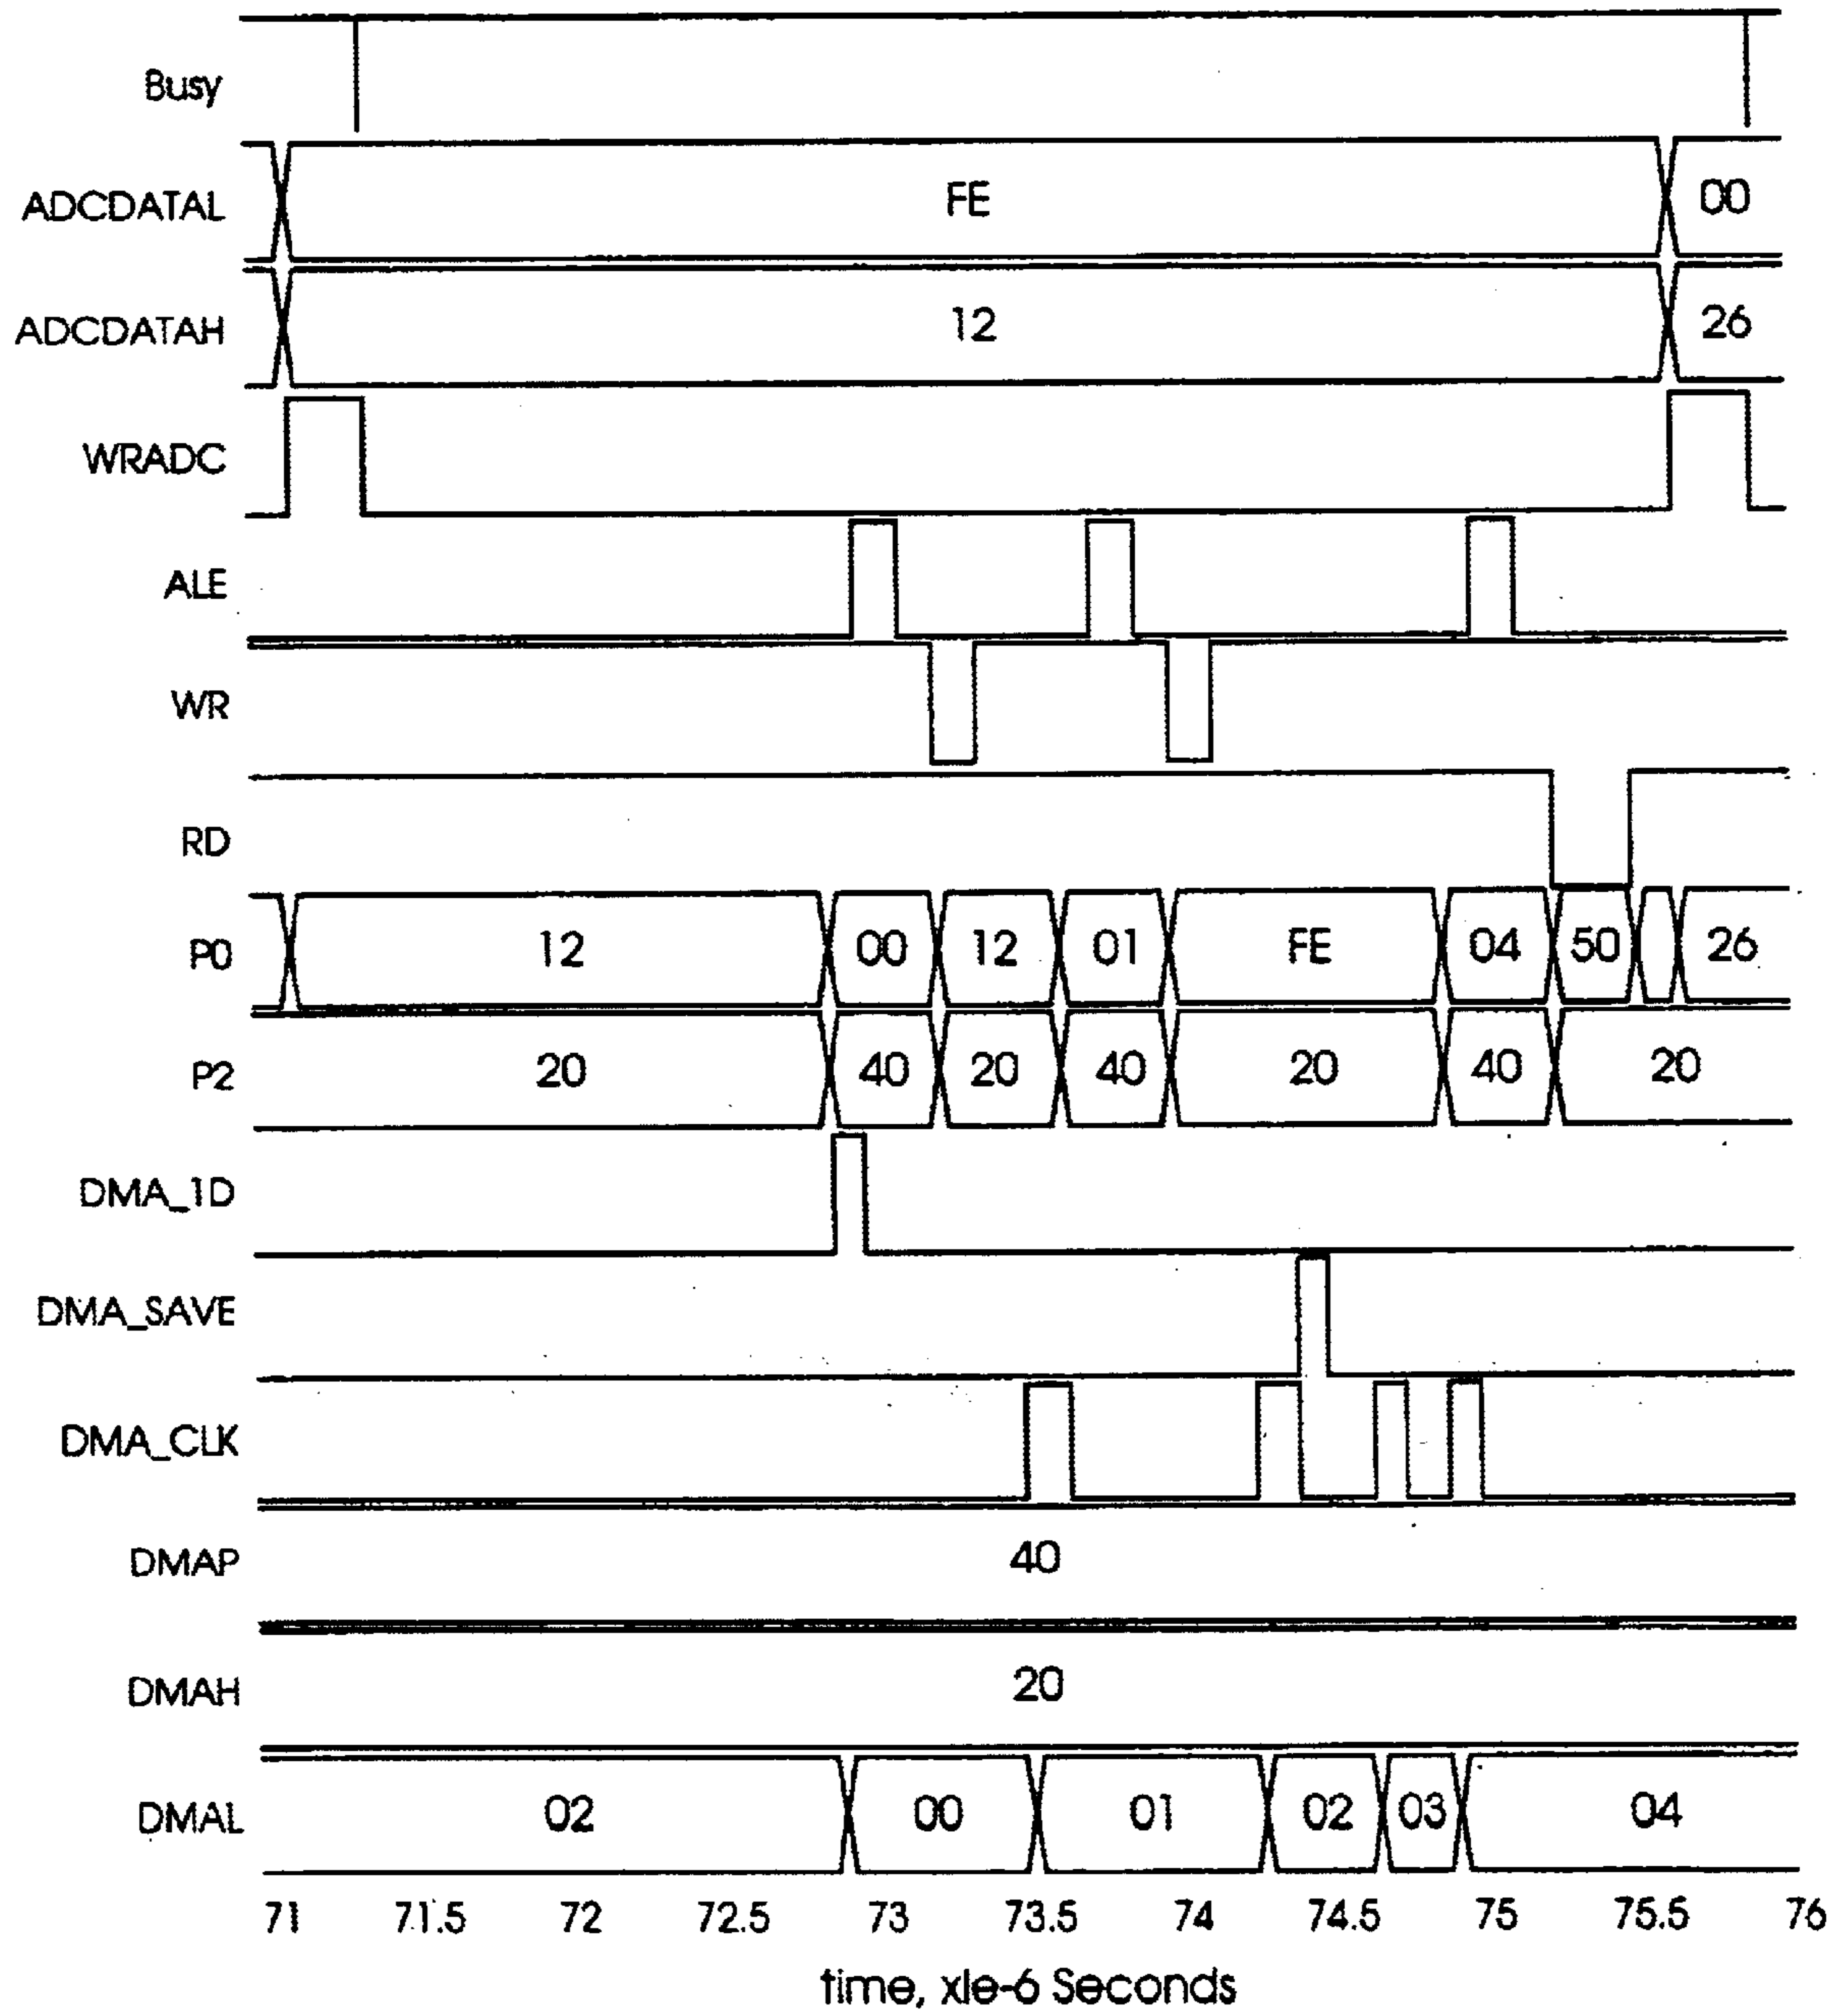 Busy
ADCDATAL FE 00
ADCDATAH 12 26
WRADC
ALE
WR
RD
P0 12 00 12 01 FE 04 50 26
P2 20 40 20 40 20 40 20
DMA_1D
DMA_SAVE
DMA_CLK
DMAP 40
DMAH 20
DMAL 02 00 01 02 03 04
71 71.5 72 72.5 73 73.5 74 74.5 75 75.5 76
time, xle-6 Seconds